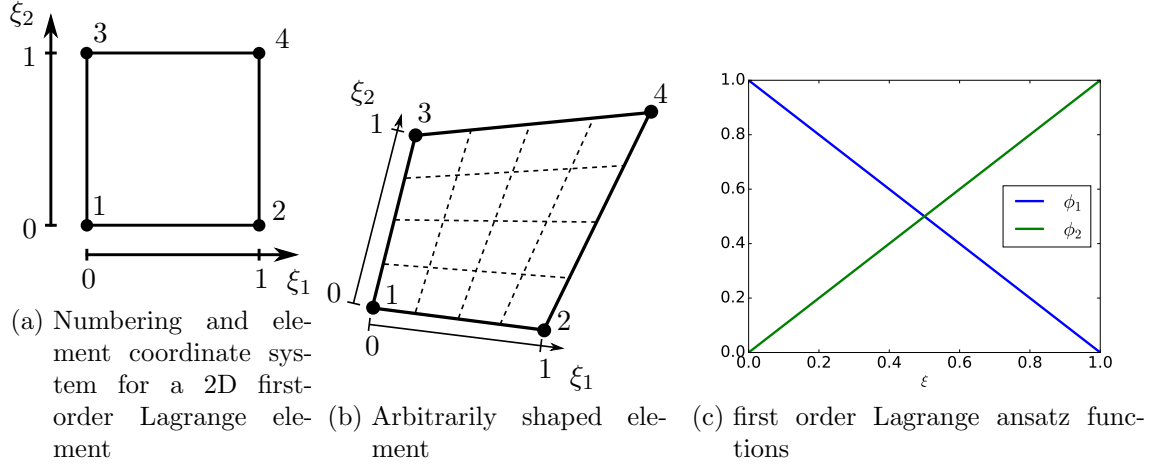 ξ₂
3
4
1
1
2
0
0
1
ξ₁
(a) Numbering and ele-
ment coordinate sys-
tem for a 2D first-
order Lagrange ele-
ment
ξ₂
1
3
4
0
1
2
0
1
ξ₁
(b) Arbitrarily shaped el-
ement
1.0
0.8
0.6
0.4
0.2
0.0
0.0
0.2
0.4
0.6
0.8
1.0
ξ
ϕ₁
ϕ₂
(c) first order Lagrange ansatz func-
tions